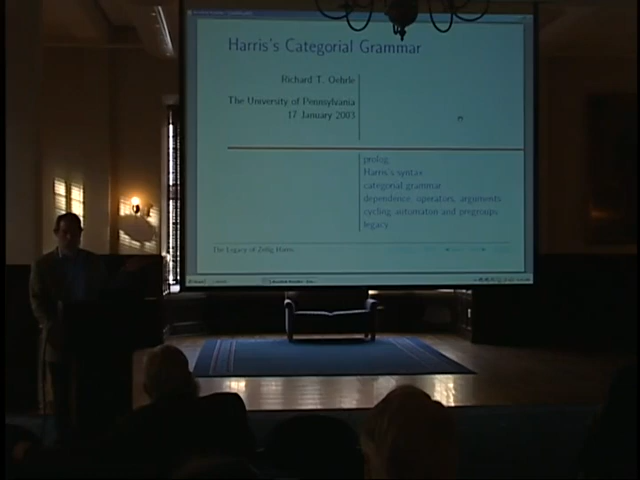 Harris's Categorial Grammar
Richard T. Oehrle
The University of Pennsylvania
17 January 2003
prolog
Harris's syntax
categorial grammar
dependence, operators, arguments
cycling automaton and pregroups
legacy
The Legacy of Zellig Harris